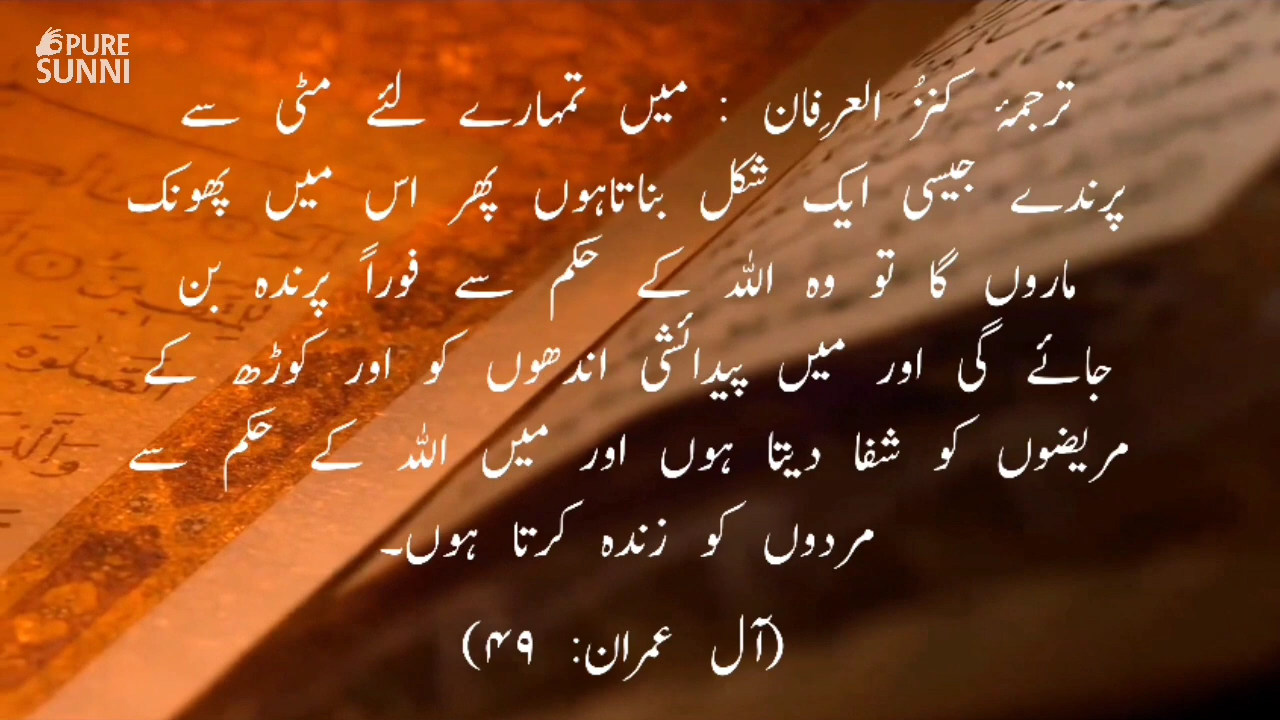 PURE
SUNNI
ترجمۂ کنزُ العرِفان : میں تمہارے لئے مٹی سے
پرندے جیسی ایک شکل بناتاہوں پھر اس میں پھونک
ماروں گا تو وہ اللہ کے حکم سے فوراً پرندہ بن
جائے گی اور میں پیدائشی اندھوں کو اور کوڑھ کے
مریضوں کو شفا دیتا ہوں اور میں اللہ کے حکم سے
مردوں کو زندہ کرتا ہوں۔
(آل عمران: ۴۹)